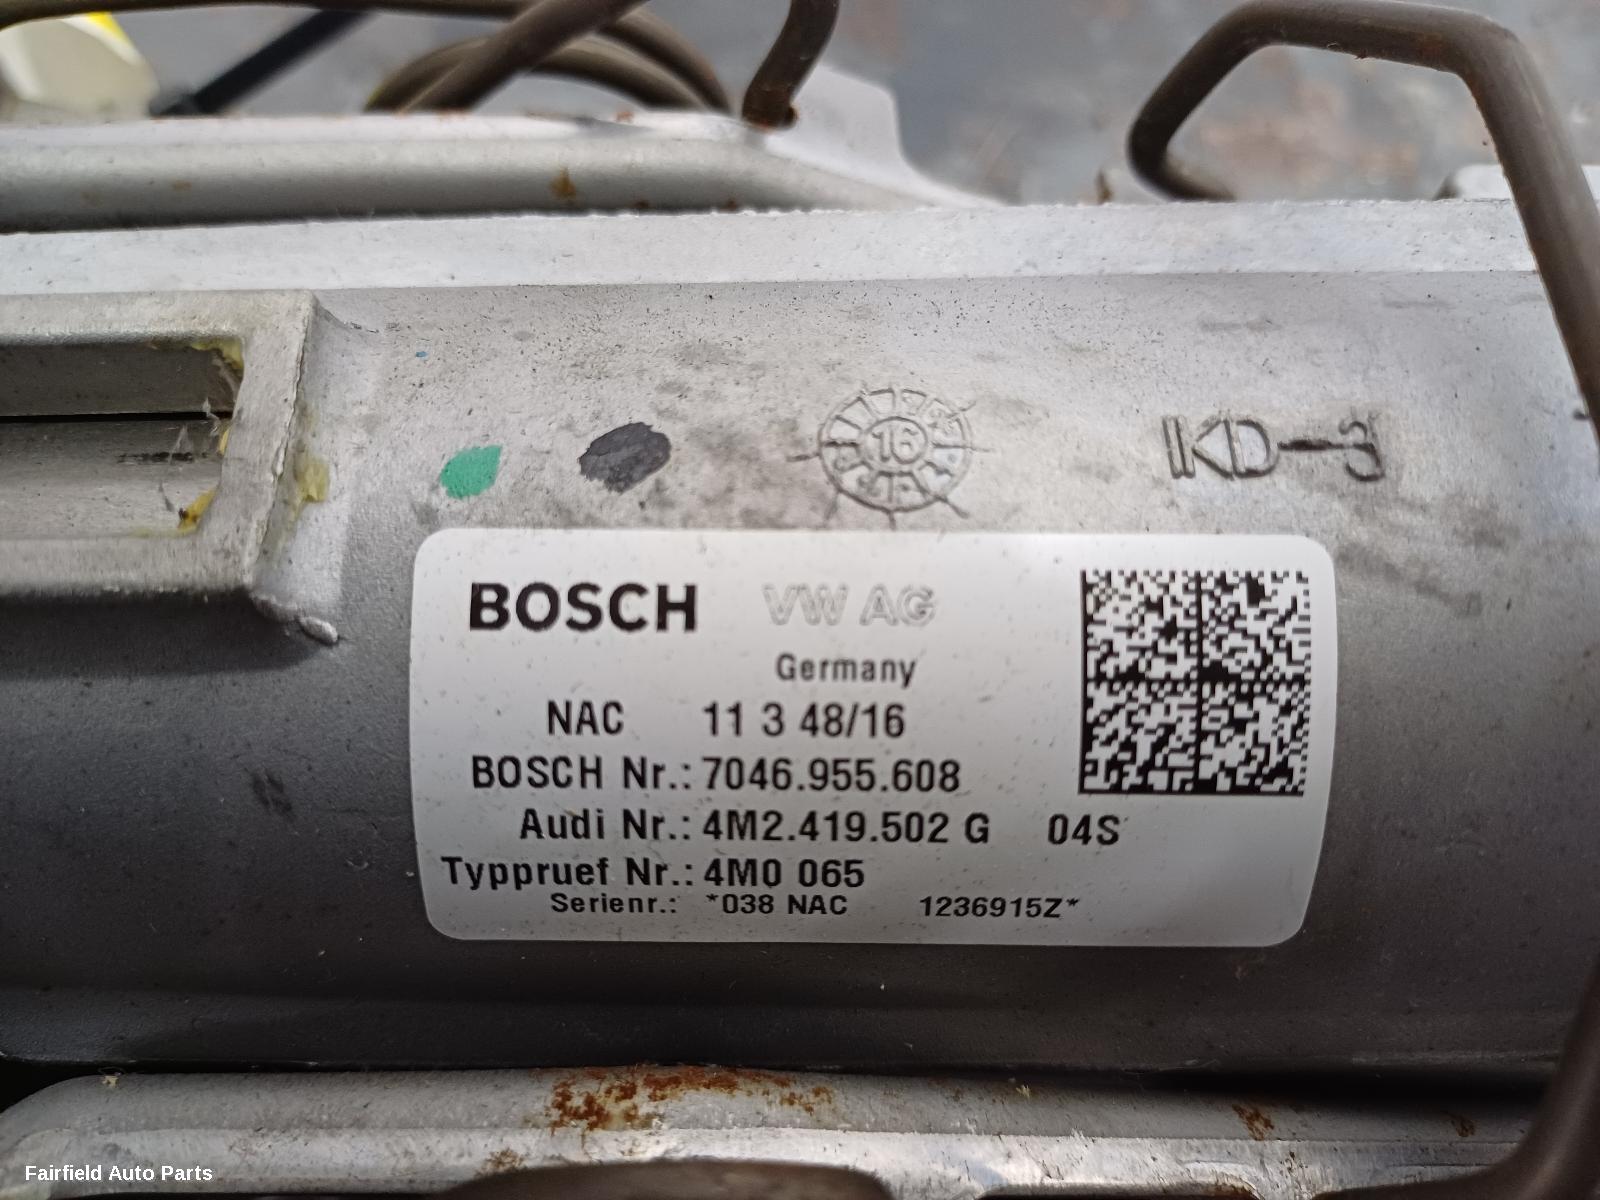 16
KD-3
BOSCH VW AG
Germany
NAC 11 3 48/16
BOSCH Nr.: 7046.955.608
Audi Nr.: 4M2.419.502 G 04S
Typpruef Nr.: 4M0 065
Serienr.: *038 NAC 1236915Z*
Fairfield Auto Parts